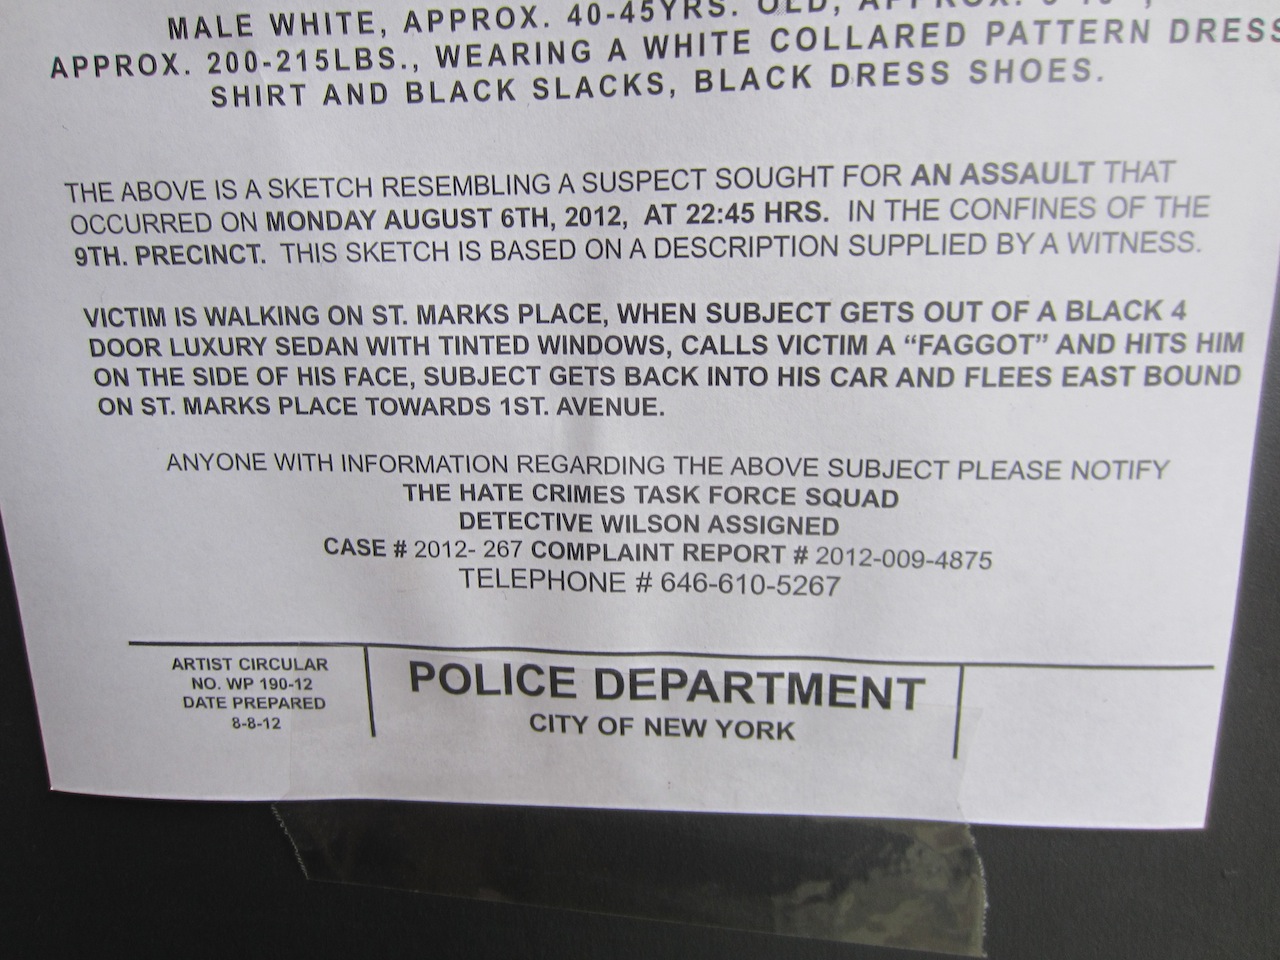 MALE WHITE, APPROX. 40-45YRS. OLD, APPROX.
APPROX. 200-215LBS., WEARING A WHITE COLLARED PATTERN DRESS
SHIRT AND BLACK SLACKS, BLACK DRESS SHOES.
THE ABOVE IS A SKETCH RESEMBLING A SUSPECT SOUGHT FOR AN ASSAULT THAT
OCCURRED ON MONDAY AUGUST 6TH, 2012, AT 22:45 HRS. IN THE CONFINES OF THE
9TH. PRECINCT. THIS SKETCH IS BASED ON A DESCRIPTION SUPPLIED BY A WITNESS.
VICTIM IS WALKING ON ST. MARKS PLACE, WHEN SUBJECT GETS OUT OF A BLACK 4
DOOR LUXURY SEDAN WITH TINTED WINDOWS, CALLS VICTIM A “FAGGOT” AND HITS HIM
ON THE SIDE OF HIS FACE, SUBJECT GETS BACK INTO HIS CAR AND FLEES EAST BOUND
ON ST. MARKS PLACE TOWARDS 1ST. AVENUE.
ANYONE WITH INFORMATION REGARDING THE ABOVE SUBJECT PLEASE NOTIFY
THE HATE CRIMES TASK FORCE SQUAD
DETECTIVE WILSON ASSIGNED
CASE # 2012- 267 COMPLAINT REPORT # 2012-009-4875
TELEPHONE # 646-610-5267
ARTIST CIRCULAR
NO. WP 190-12
DATE PREPARED
8-8-12
POLICE DEPARTMENT
CITY OF NEW YORK